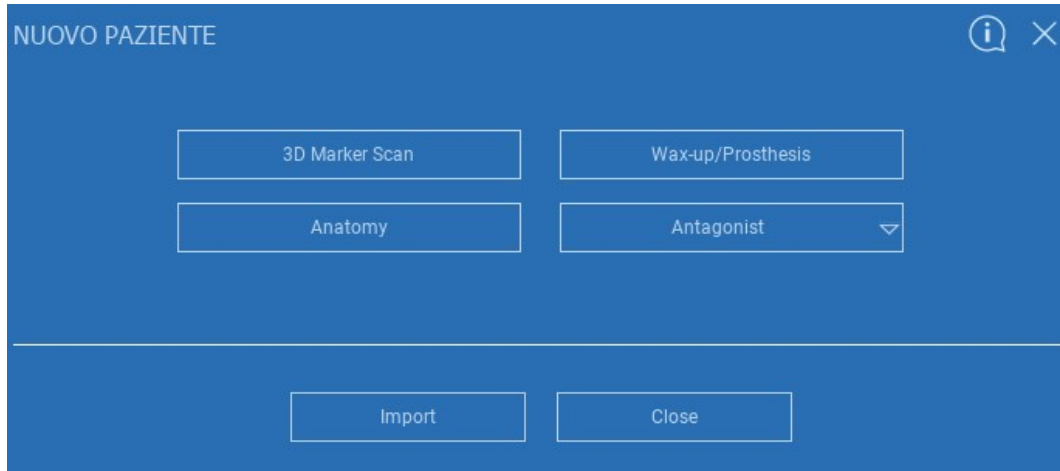 NUOVO PAZIENTE
3D Marker Scan
Wax-up/Prosthesis
Anatomy
Antagonist
Import
Close